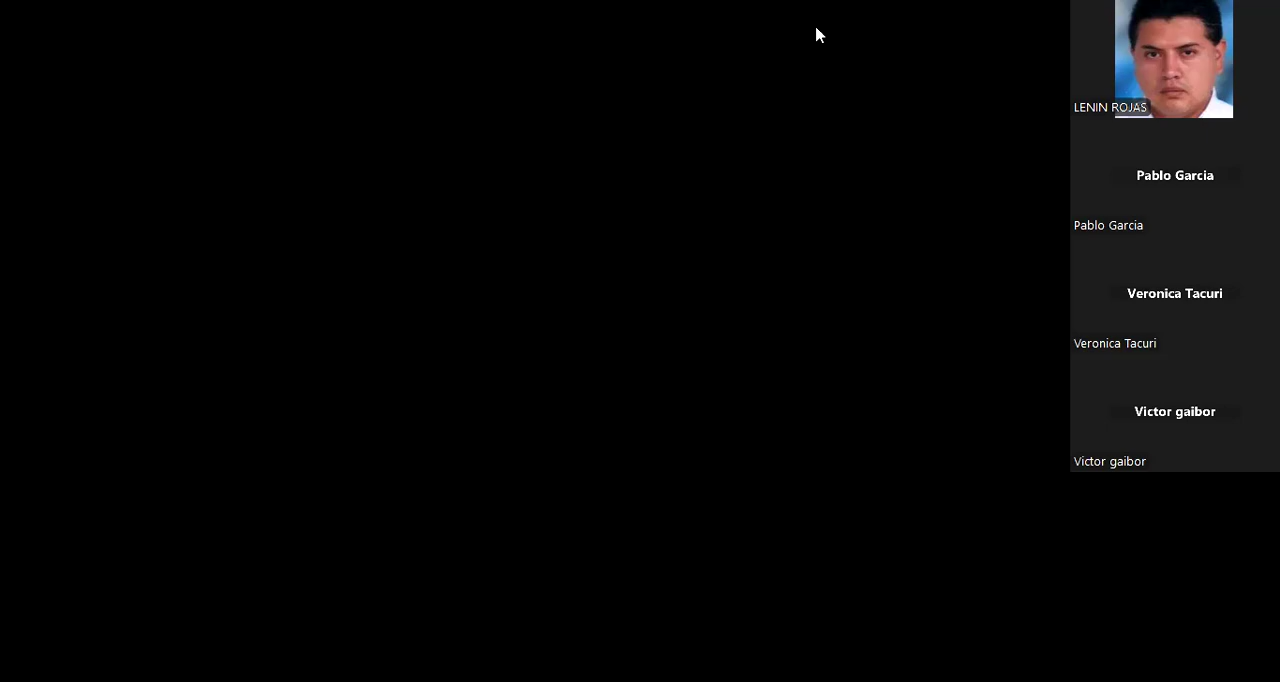 LENIN ROJAS
Pablo Garcia
Pablo Garcia
Veronica Tacuri
Veronica Tacuri
Victor gaibor
Victor gaibor